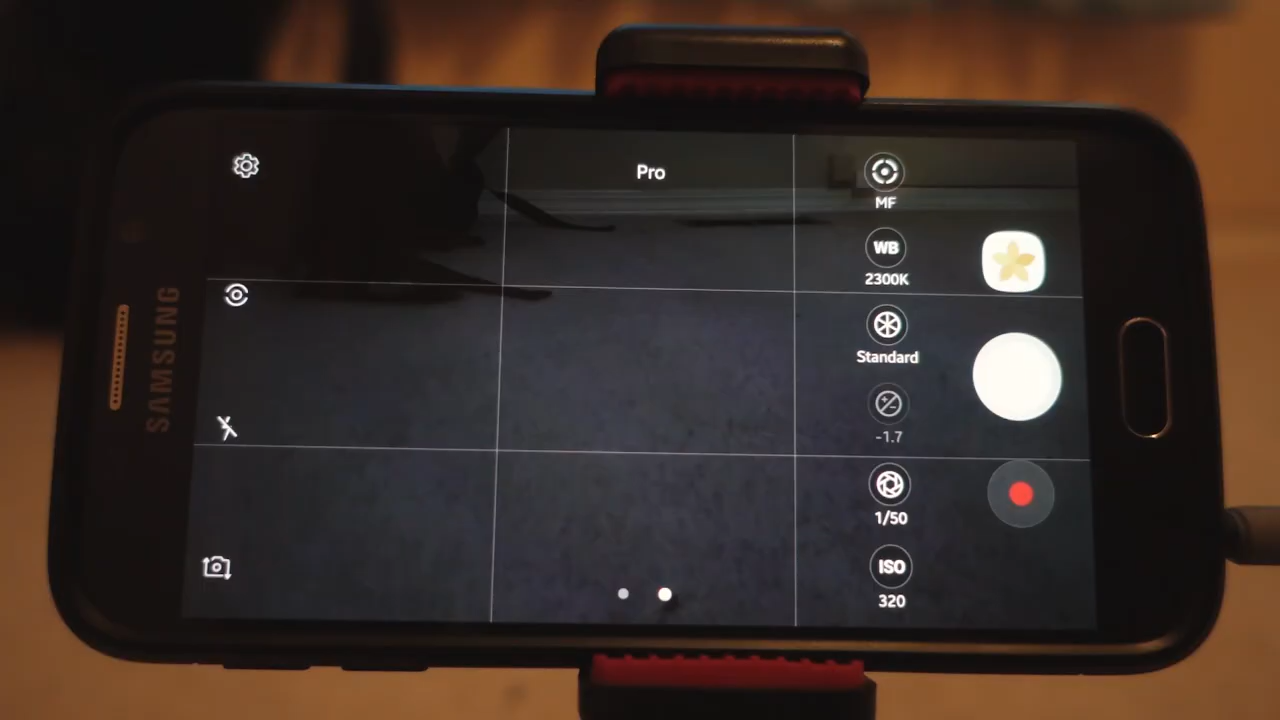 SAMSUNG
Pro
MF
WB
2300K
Standard
-1.7
1/50
ISO
320